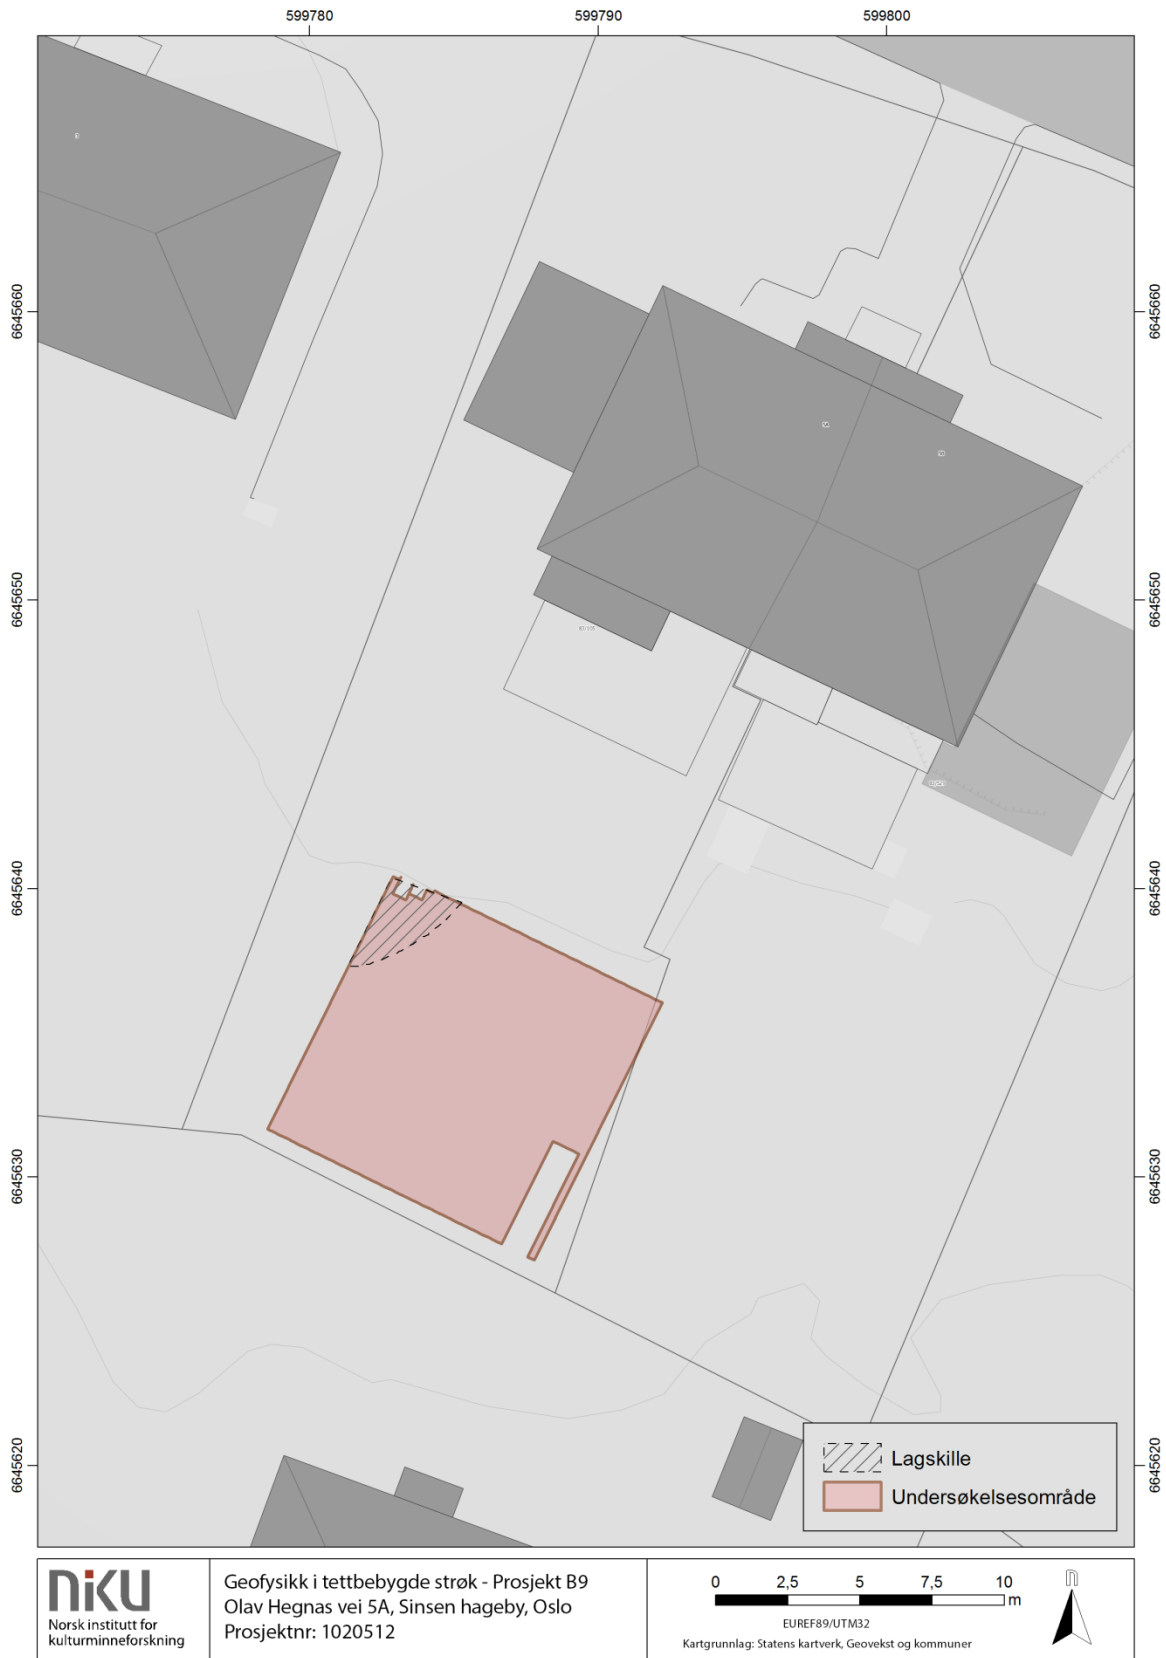 599780
599790
599800
6645660
6645660
6645650
6645650
6645640
6645640
6645630
6645630
6645620
6645620
5A
5B
Lagskille
Undersøkelsesområde
niku
Norsk institutt for
kulturminneforskning
Geofysikk i tettbebygde strøk - Prosjekt B9
Olav Hegnas vei 5A, Sinsen hageby, Oslo
Prosjektnr: 1020512
0 2,5 5 7,5 10
m
EUREF89/UTM32
Kartgrunnlag: Statens kartverk, Geovekst og kommuner
n